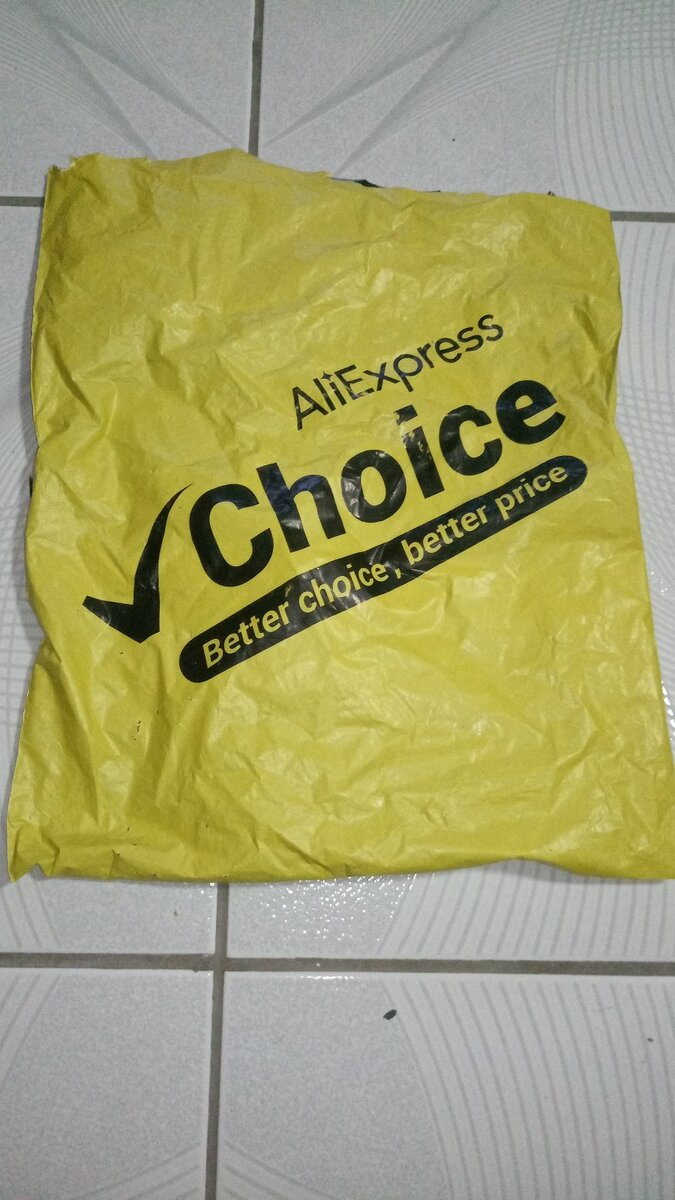 AliExpress
Choice
Better choice, better price